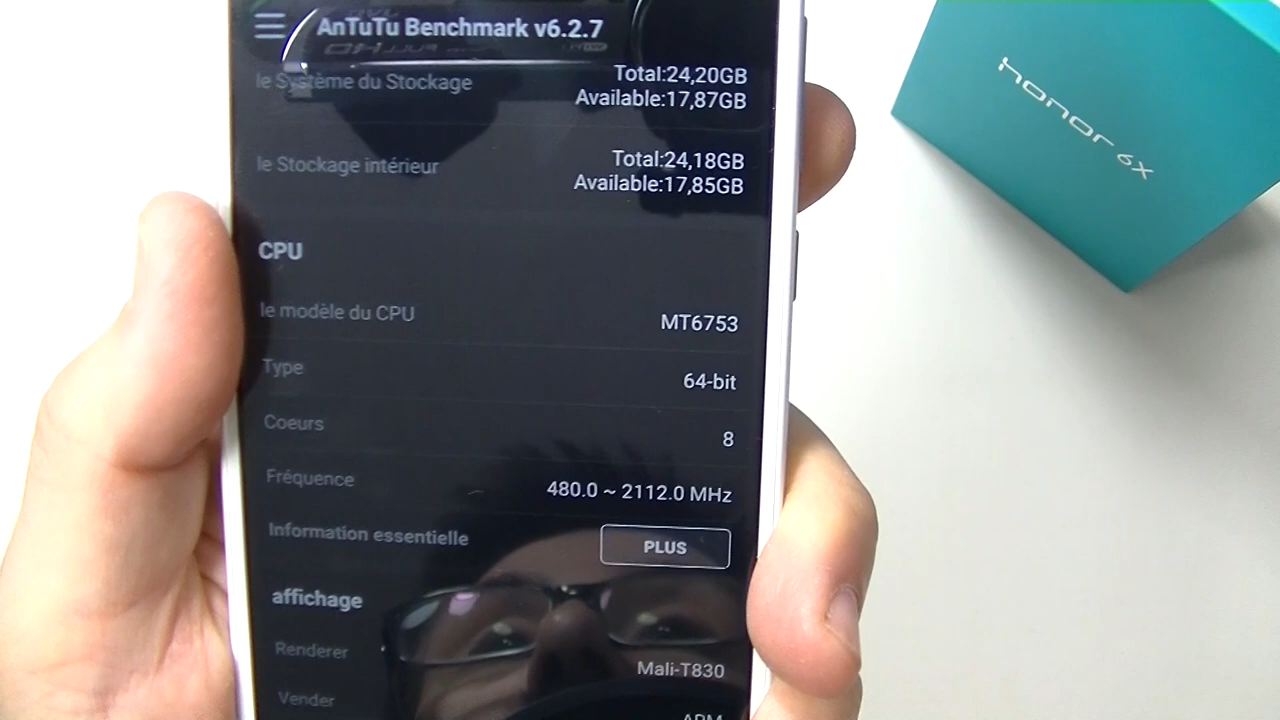 AnTuTu Benchmark v6.2.7
le Système du Stockage
Total:24,20GB
Available:17,87GB
le Stockage intérieur
Total:24,18GB
Available:17,85GB
CPU
le modèle du CPU
MT6753
Type
64-bit
Coeurs
8
Fréquence
480.0 ~ 2112.0 MHz
Information essentielle
PLUS
affichage
Renderer
Mali-T830
Vender
ARM
honor 6X